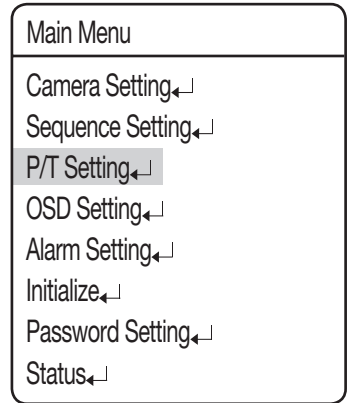 Main Menu
Camera Setting↵
Sequence Setting↵
P/T Setting↵
OSD Setting↵
Alarm Setting↵
Initialize↵
Password Setting↵
Status↵